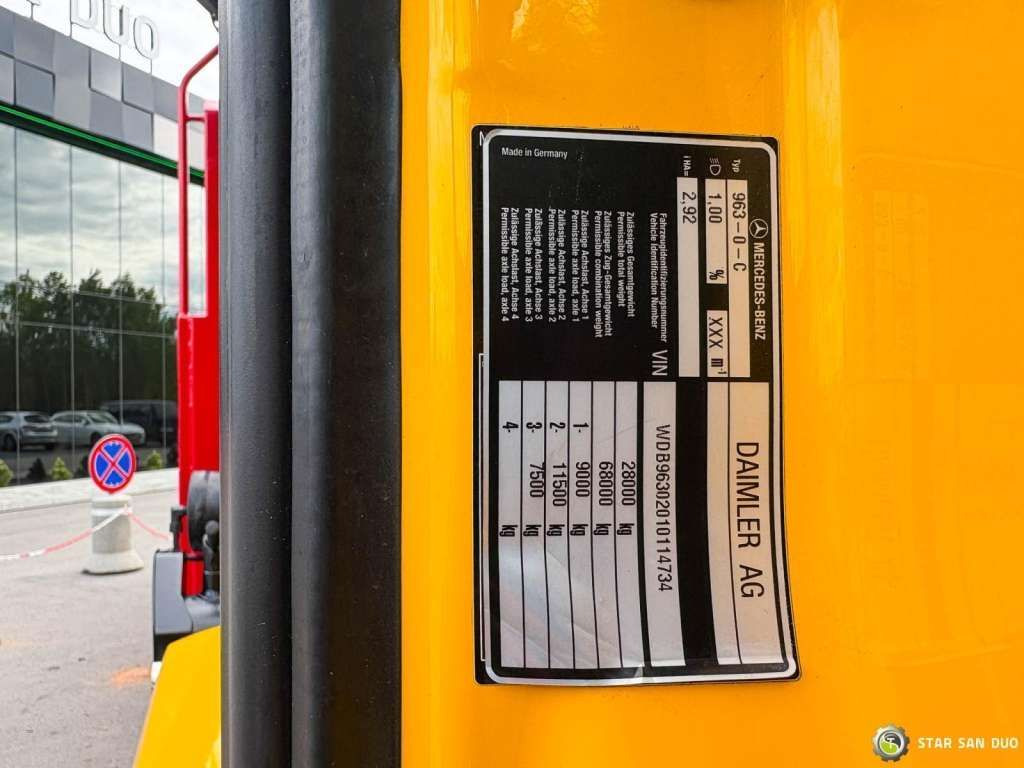 DUO
MERCEDES-BENZ
DAIMLER AG
Typ 963-0-C
1,00 % XXX m-1
i HA= 2,92
Fahrzeugidentifizierungsnummer
Vehicle Identification Number VIN WDB96302010114734
Zulässiges Gesamtgewicht
Permissible total weight 28000 kg
Zulässiges Zug-Gesamtgewicht
Permissible combination weight 68000 kg
Zulässige Achslast, Achse 1
Permissible axle load, axle 1 1- 9000 kg
Zulässige Achslast, Achse 2
Permissible axle load, axle 2 2- 11500 kg
Zulässige Achslast, Achse 3
Permissible axle load, axle 3 3- 7500 kg
Zulässige Achslast, Achse 4
Permissible axle load, axle 4 4- kg
Made in Germany
STAR SAN DUO